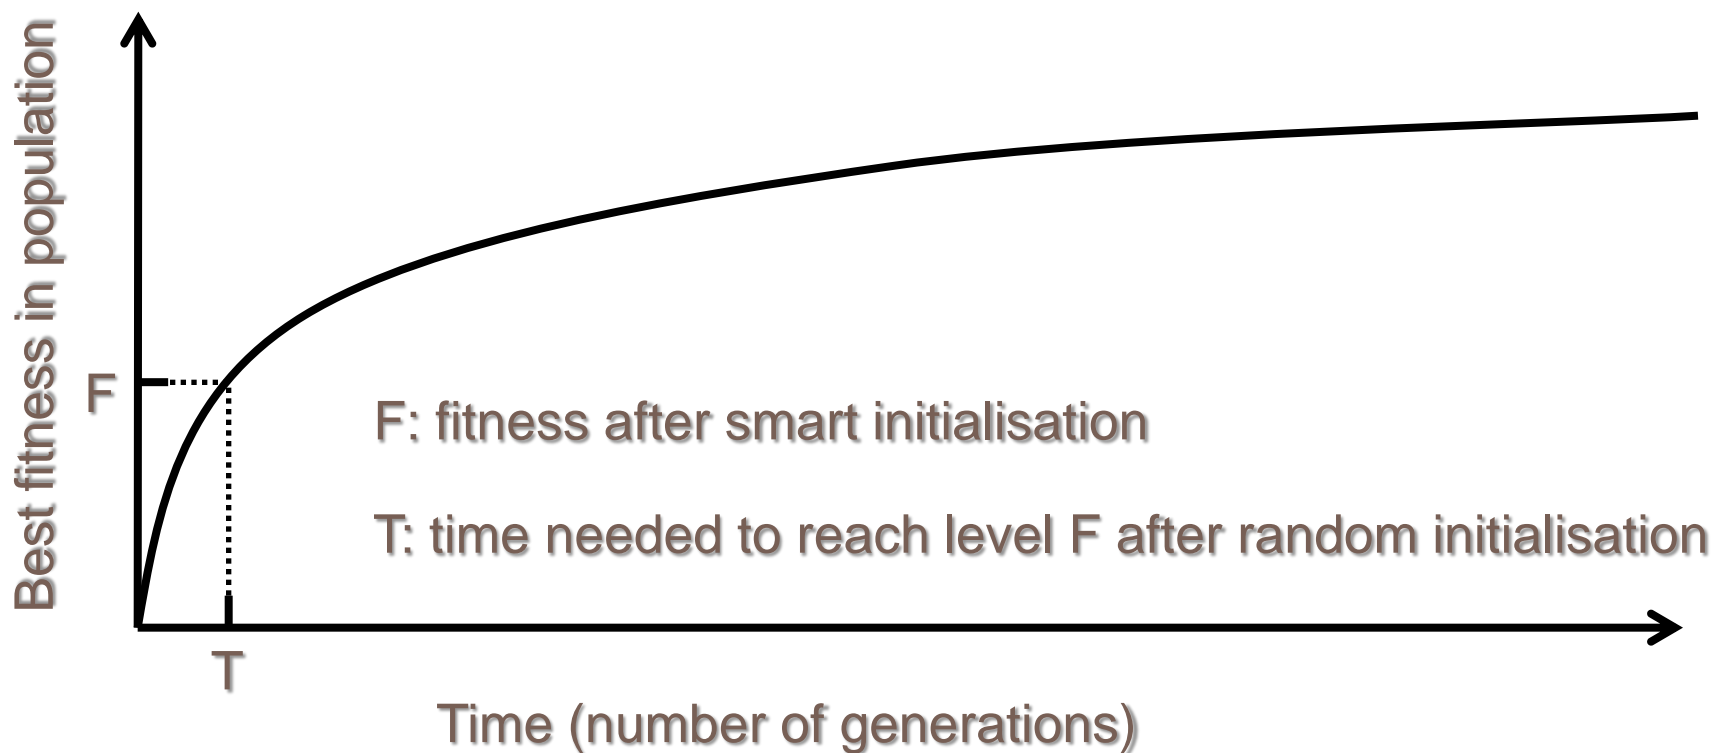 Best fitness in population
F
F: fitness after smart initialisation
T: time needed to reach level F after random initialisation
T
Time (number of generations)